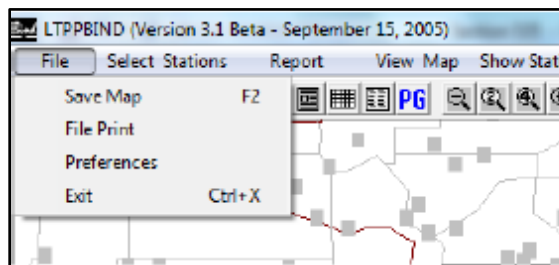 LTPPBIND (Version 3.1 Beta - September 15, 2005)
File Select Stations Report View Map Show Stat
PG
Save Map F2
File Print
Preferences
Exit Ctrl+X